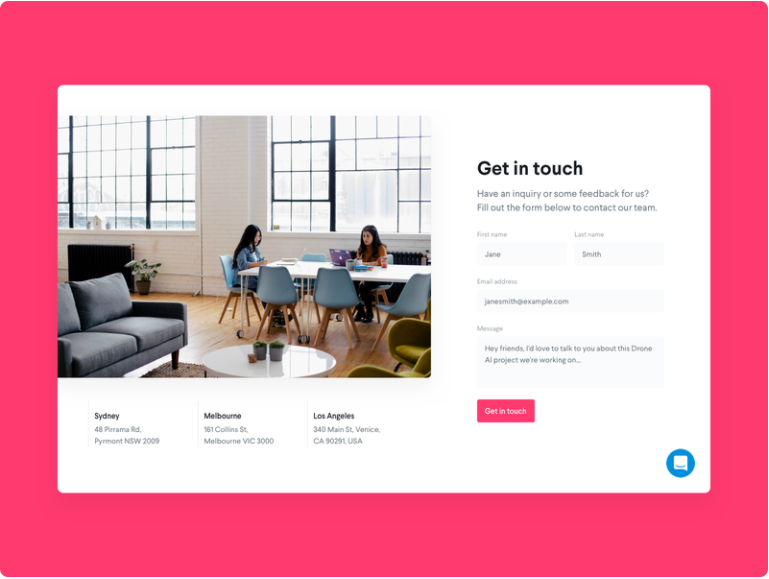 Get in touch
Have an inquiry or some feedback for us?
Fill out the form below to contact our team.
First name
Last name
Jane
Smith
Email address
janesmith@example.com
Message
Hey friends, I'd love to talk to you about this Drone
AI project we're working on...
Get in touch
Sydney
48 Pirrama Rd,
Pyrmont NSW 2009
Melbourne
161 Collins St,
Melbourne VIC 3000
Los Angeles
340 Main St, Venice,
CA 90291, USA